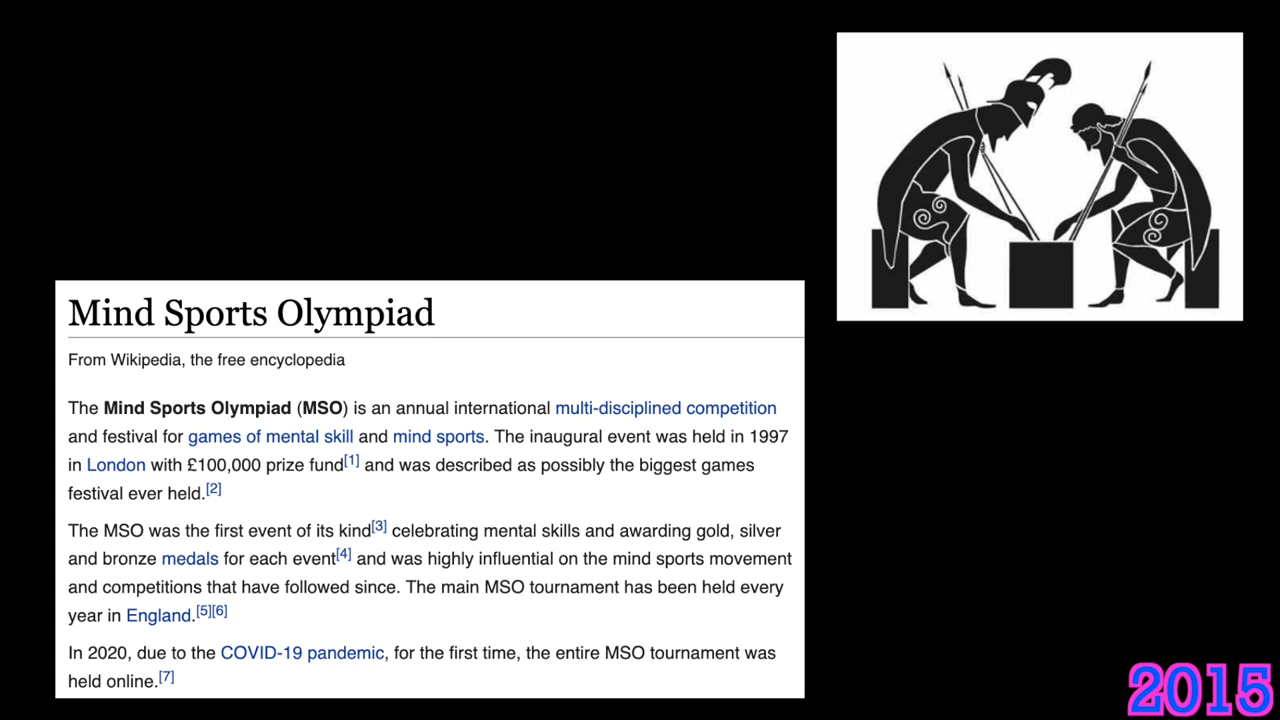 Mind Sports Olympiad
From Wikipedia, the free encyclopedia
The Mind Sports Olympiad (MSO) is an annual international multi-disciplined competition
and festival for games of mental skill and mind sports. The inaugural event was held in 1997
in London with £100,000 prize fund[1] and was described as possibly the biggest games
festival ever held.[2]
The MSO was the first event of its kind[3] celebrating mental skills and awarding gold, silver
and bronze medals for each event[4] and was highly influential on the mind sports movement
and competitions that have followed since. The main MSO tournament has been held every
year in England.[5][6]
In 2020, due to the COVID-19 pandemic, for the first time, the entire MSO tournament was
held online.[7]
2015